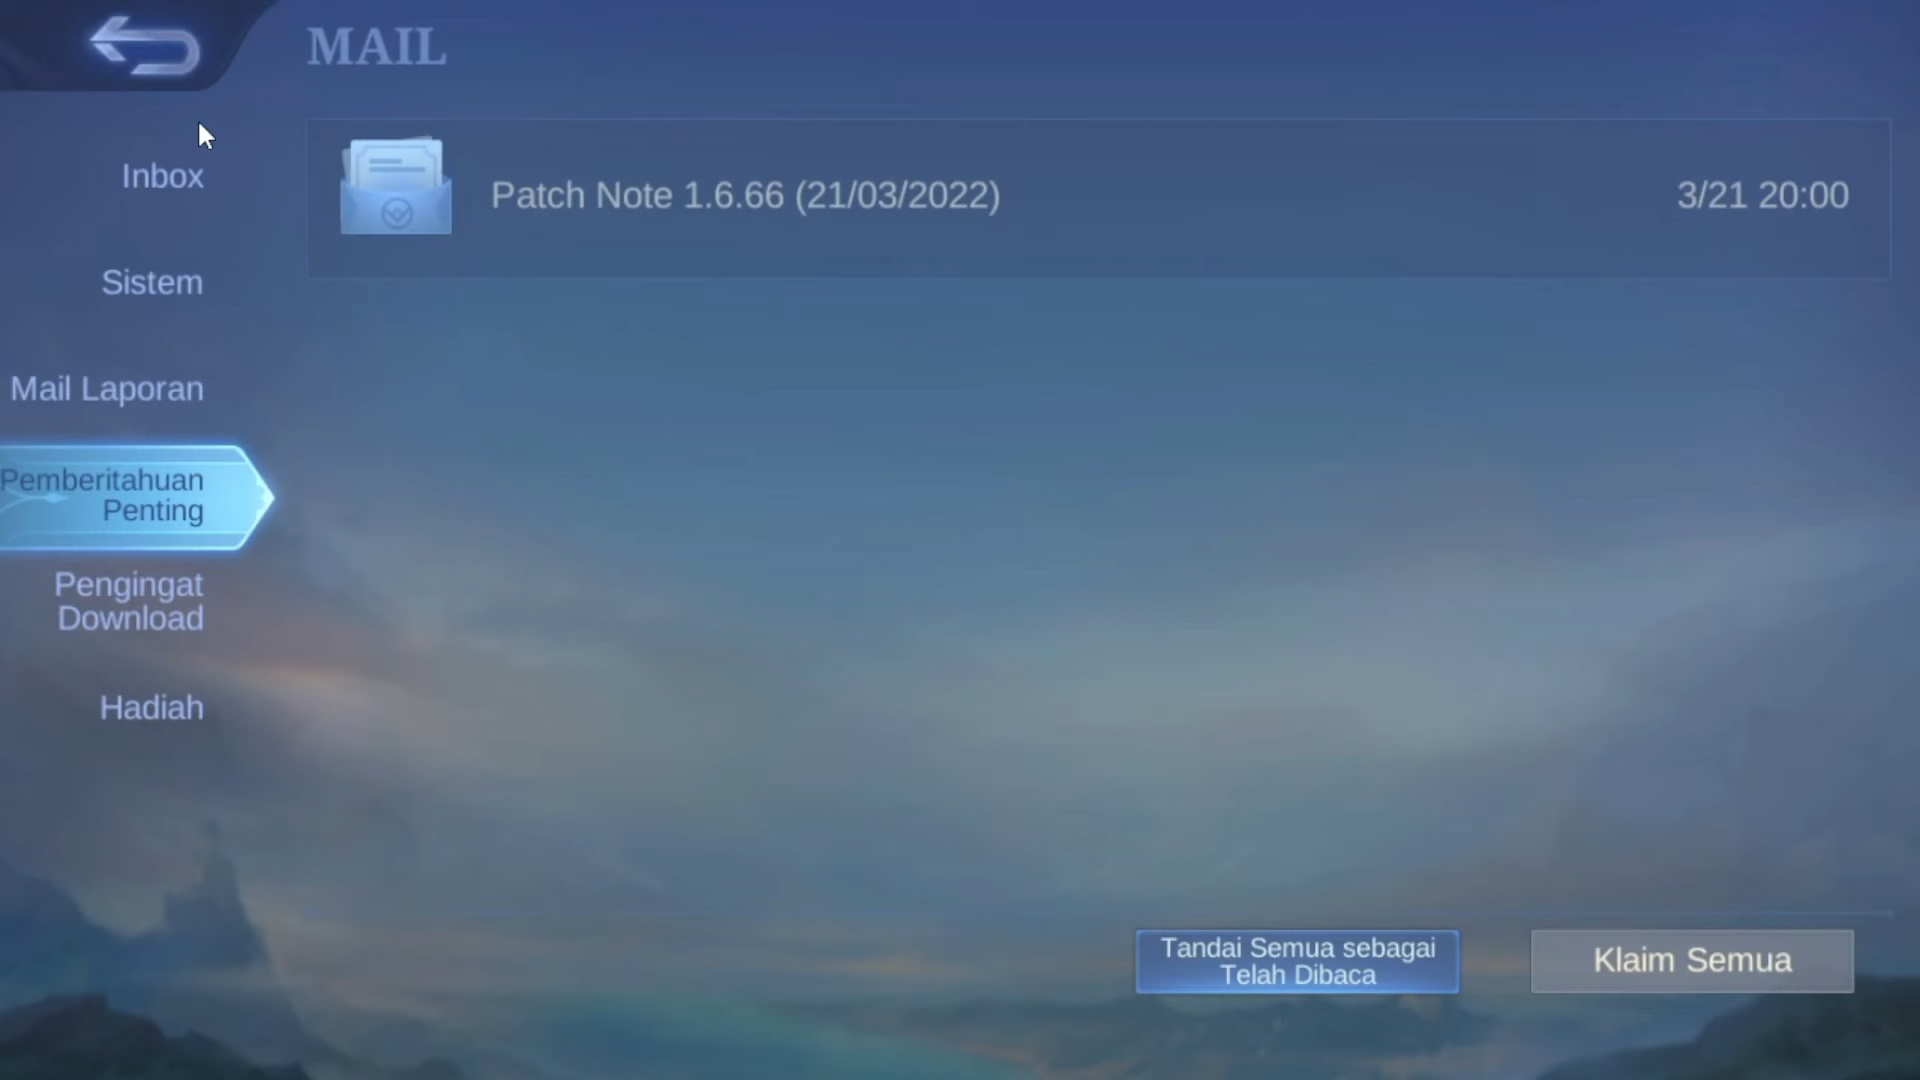 MAIL
Inbox
Sistem
Mail Laporan
Pemberitahuan
Penting
Pengingat
Download
Hadiah
Patch Note 1.6.66 (21/03/2022)
3/21 20:00
Tandai Semua sebagai
Telah Dibaca
Klaim Semua